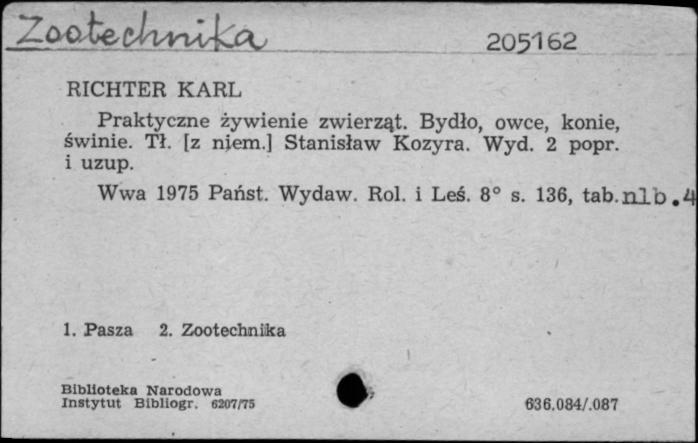 Zootechnika
205162
RICHTER KARL
Praktyczne żywienie zwierząt. Bydło, owce, konie,
świnie. Tł. [z niem.] Stanisław Kozyra. Wyd. 2 popr.
i uzup.
Wwa 1975 Państ. Wydaw. Rol. i Leś. 8° s. 136, tab. nlb. 4
1. Pasza 2. Zootechnika
Biblioteka Narodowa
Instytut Bibliogr. 6207/75
636.084/.087